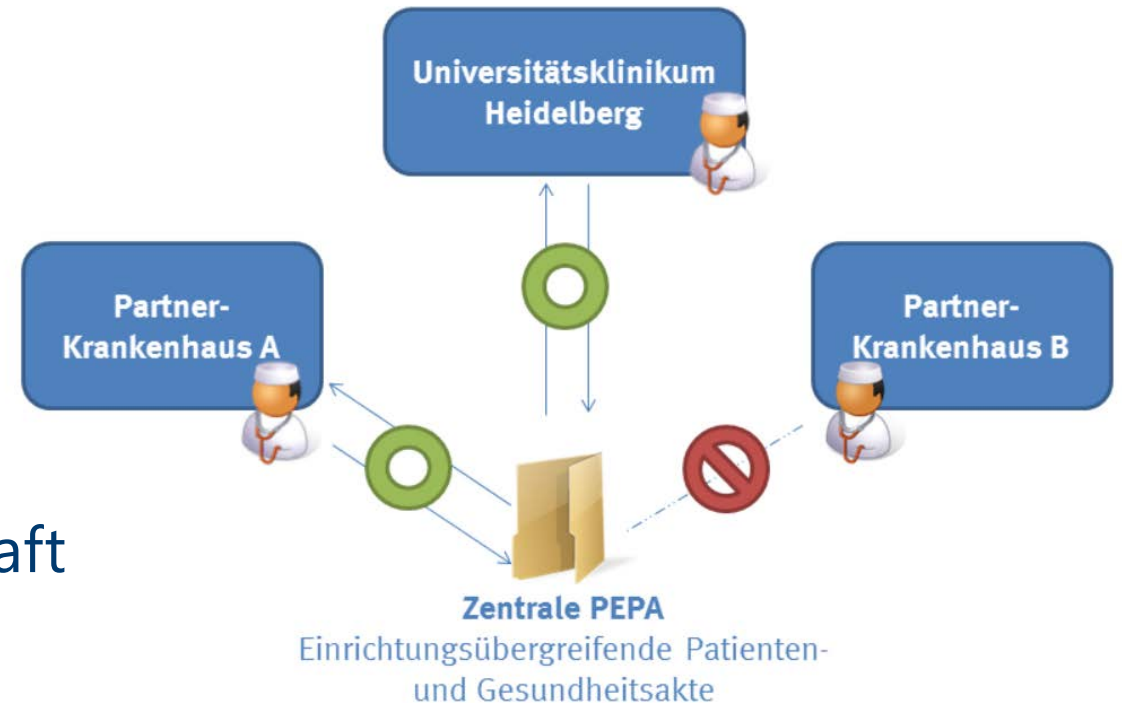 Universitätsklinikum
Heidelberg
Partner-
Krankenhaus A
Partner-
Krankenhaus B
aft
Zentrale PEPA
Einrichtungsübergreifende Patienten-
und Gesundheitsakte